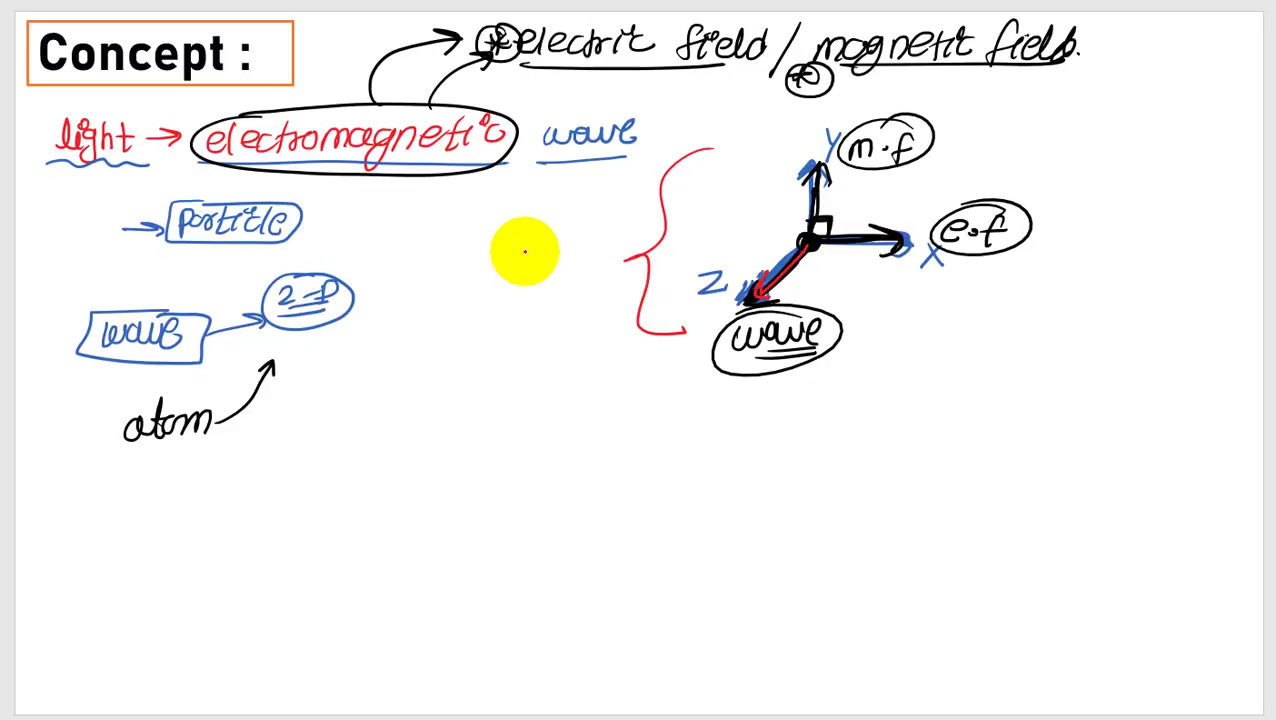 Concept :
* electric field / magnetic field.
*
light → electromagnetic wave
→ particle
wave → 2-P
atom
Y m.f
X e.f
Z
wave